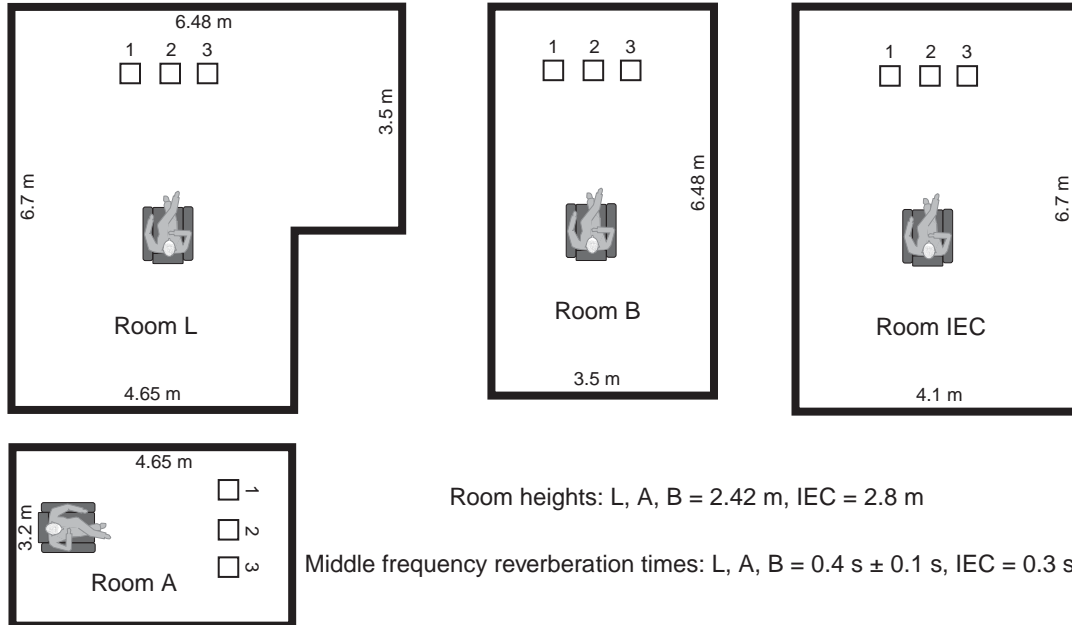 6.48 m
1 2 3
3.5 m
6.7 m
Room L
4.65 m
1 2 3
6.48 m
Room B
3.5 m
1 2 3
6.7 m
Room IEC
4.1 m
4.65 m
3.2 m
1
2
3
Room A
Room heights: L, A, B = 2.42 m, IEC = 2.8 m
Middle frequency reverberation times: L, A, B = 0.4 s ± 0.1 s, IEC = 0.3 s